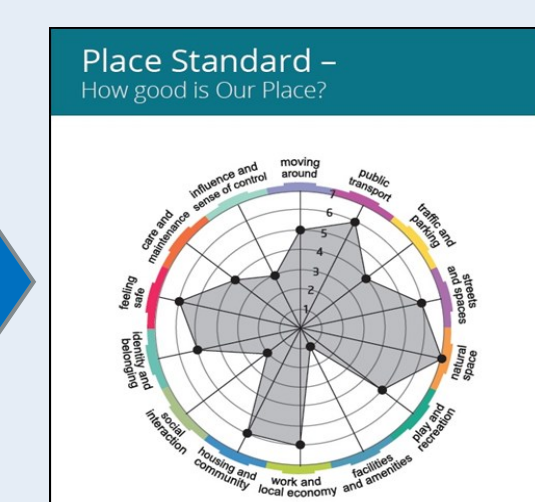 Place Standard –
How good is Our Place?
moving
around
public
transport
traffic and
parking
streets
and spaces
natural
space
play and
recreation
facilities
and amenities
work and
local economy
housing and
community
social
interaction
identity and
belonging
feeling
safe
care and
maintenance
influence and
sense of control
7
6
5
4
3
2
1